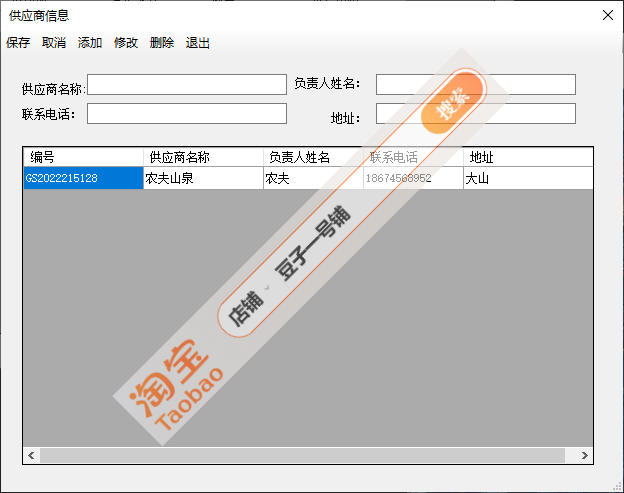 供应商信息
保存 取消 添加 修改 删除 退出
供应商名称: 负责人姓名：
联系电话： 地址：
编号 供应商名称 负责人姓名 联系电话 地址
GS2022215128 农夫山泉 农夫 18674568952 大山
搜索
店铺 豆子一号铺
淘宝
Taobao